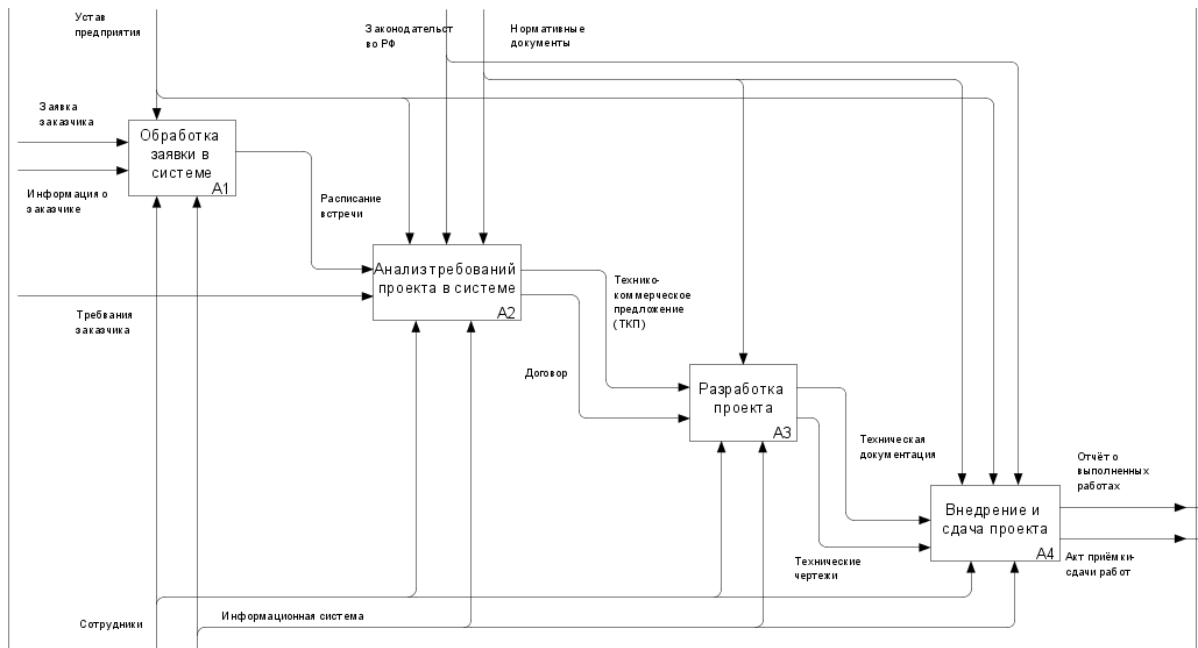 Устав
предприятия
Законодательст
во РФ
Нормативные
документы
Заявка
заказчика
Обработка
заявки в
системе
A1
Информация о
заказчике
Расписание
встречи
Анализ требований
проекта в системе
A2
Требвания
заказчика
Технико-
коммерческое
предложение
(ТКП)
Договор
Разработка
проекта
A3
Техническая
документация
Отчёт о
выполненных
работах
Внедрение и
сдача проекта
A4
Технические
чертежи
Акт приёмки-
сдачи работ
Информационная система
Сотрудники